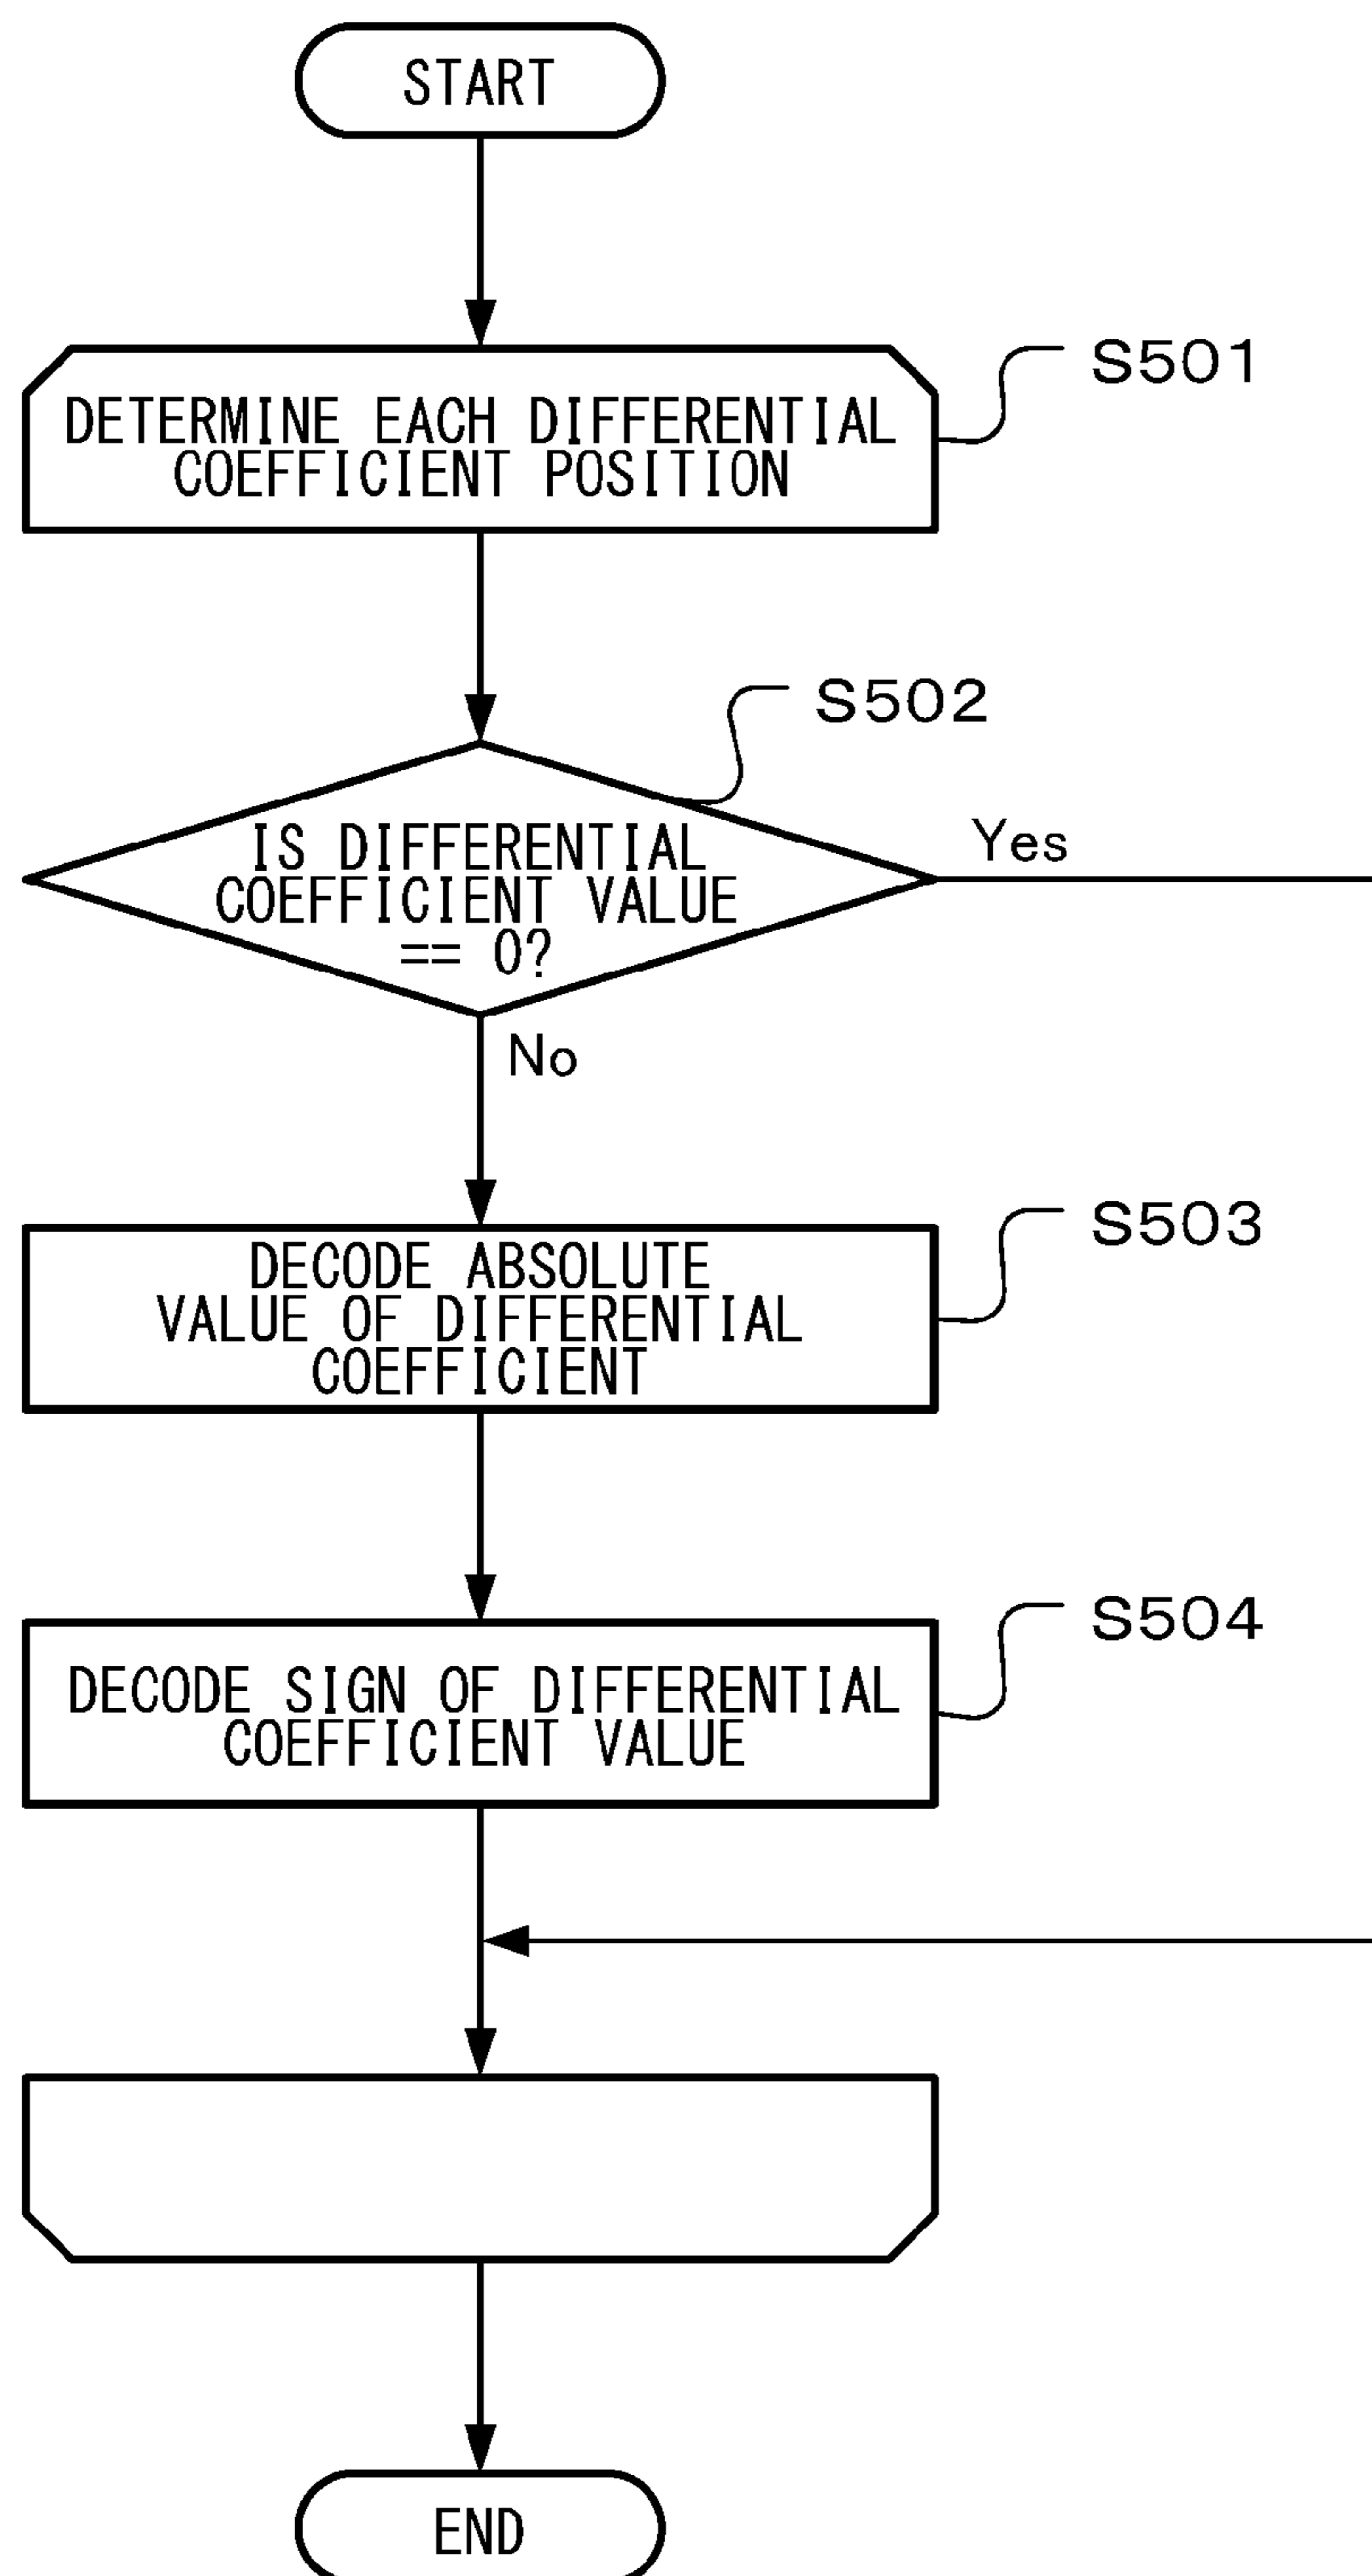 START
S501
DETERMINE EACH DIFFERENTIAL
COEFFICIENT POSITION
S502
IS DIFFERENTIAL
COEFFICIENT VALUE
== 0?
Yes
No
S503
DECODE ABSOLUTE
VALUE OF DIFFERENTIAL
COEFFICIENT
S504
DECODE SIGN OF DIFFERENTIAL
COEFFICIENT VALUE
END